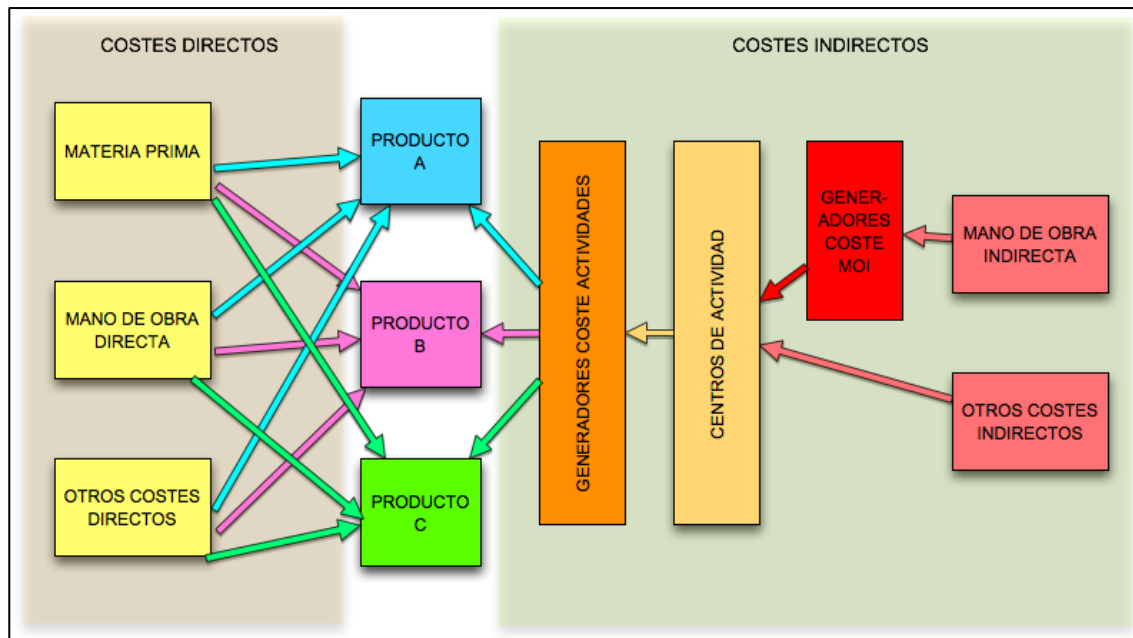 COSTES DIRECTOS
COSTES INDIRECTOS
MATERIA PRIMA
MANO DE OBRA
DIRECTA
OTROS COSTES
DIRECTOS
PRODUCTO
A
PRODUCTO
B
PRODUCTO
C
GENERADORES COSTE ACTIVIDADES
CENTROS DE ACTIVIDAD
GENER-
ADORES
COSTE
MOI
MANO DE OBRA
INDIRECTA
OTROS COSTES
INDIRECTOS